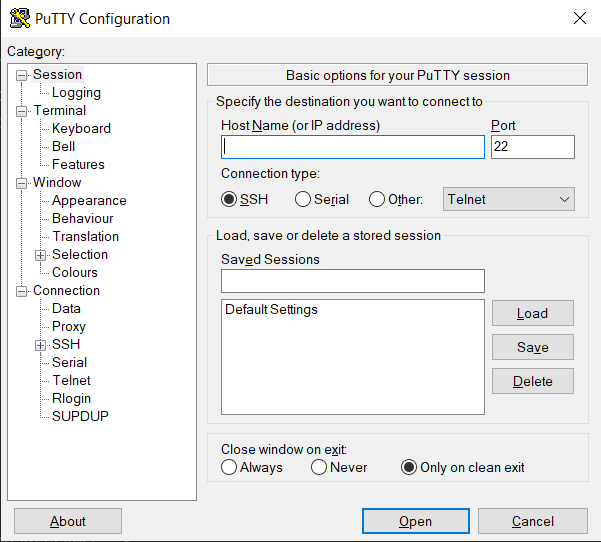 PuTTY Configuration
Category:
Session
Logging
Terminal
Keyboard
Bell
Features
Window
Appearance
Behaviour
Translation
Selection
Colours
Connection
Data
Proxy
SSH
Serial
Telnet
Rlogin
SUPDUP
Basic options for your PuTTY session
Specify the destination you want to connect to
Host Name (or IP address) Port
22
Connection type:
SSH Serial Other: Telnet
Load, save or delete a stored session
Saved Sessions
Default Settings
Load
Save
Delete
Close window on exit:
Always Never Only on clean exit
About Open Cancel